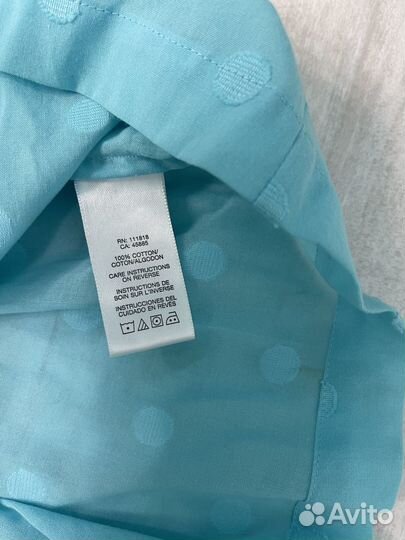 RN: 111818
CA: 45885
100% COTTON/
COTON/ALGODON
CARE INSTRUCTIONS
ON REVERSE
INSTRUCTIONS DE
SOIN SUR L'INVERSE
INSTRUCCIONES DEL
CUIDADO EN REVÉS
Avito